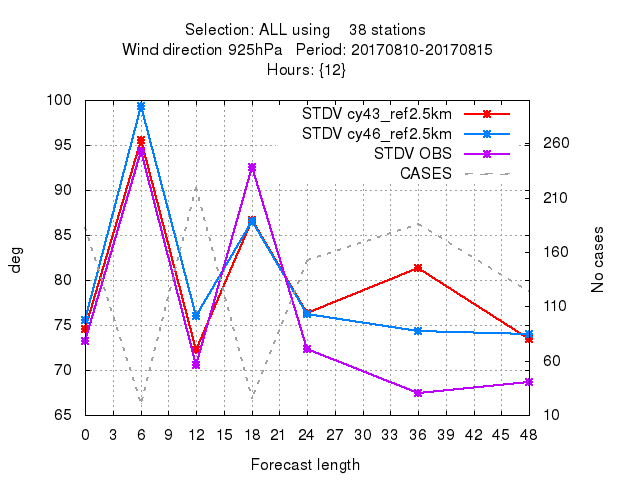 Selection: ALL using 38 stations
Wind direction 925hPa Period: 20170810-20170815
Hours: {12}
STDV cy43_ref2.5km
STDV cy46_ref2.5km
STDV OBS
CASES
100
95
90
85
80
75
70
65
deg
260
210
160
110
60
10
No cases
0 3 6 9 12 15 18 21 24 27 30 33 36 39 42 45 48
Forecast length